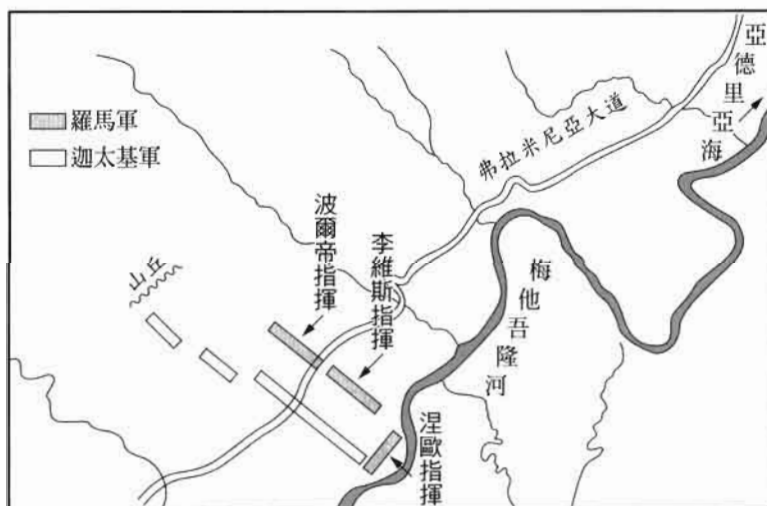 羅馬軍
迦太基軍
亞德里亞海
弗拉米尼亞大道
波爾帝指揮
李維斯指揮
山丘
梅他吾隆河
涅歐指揮